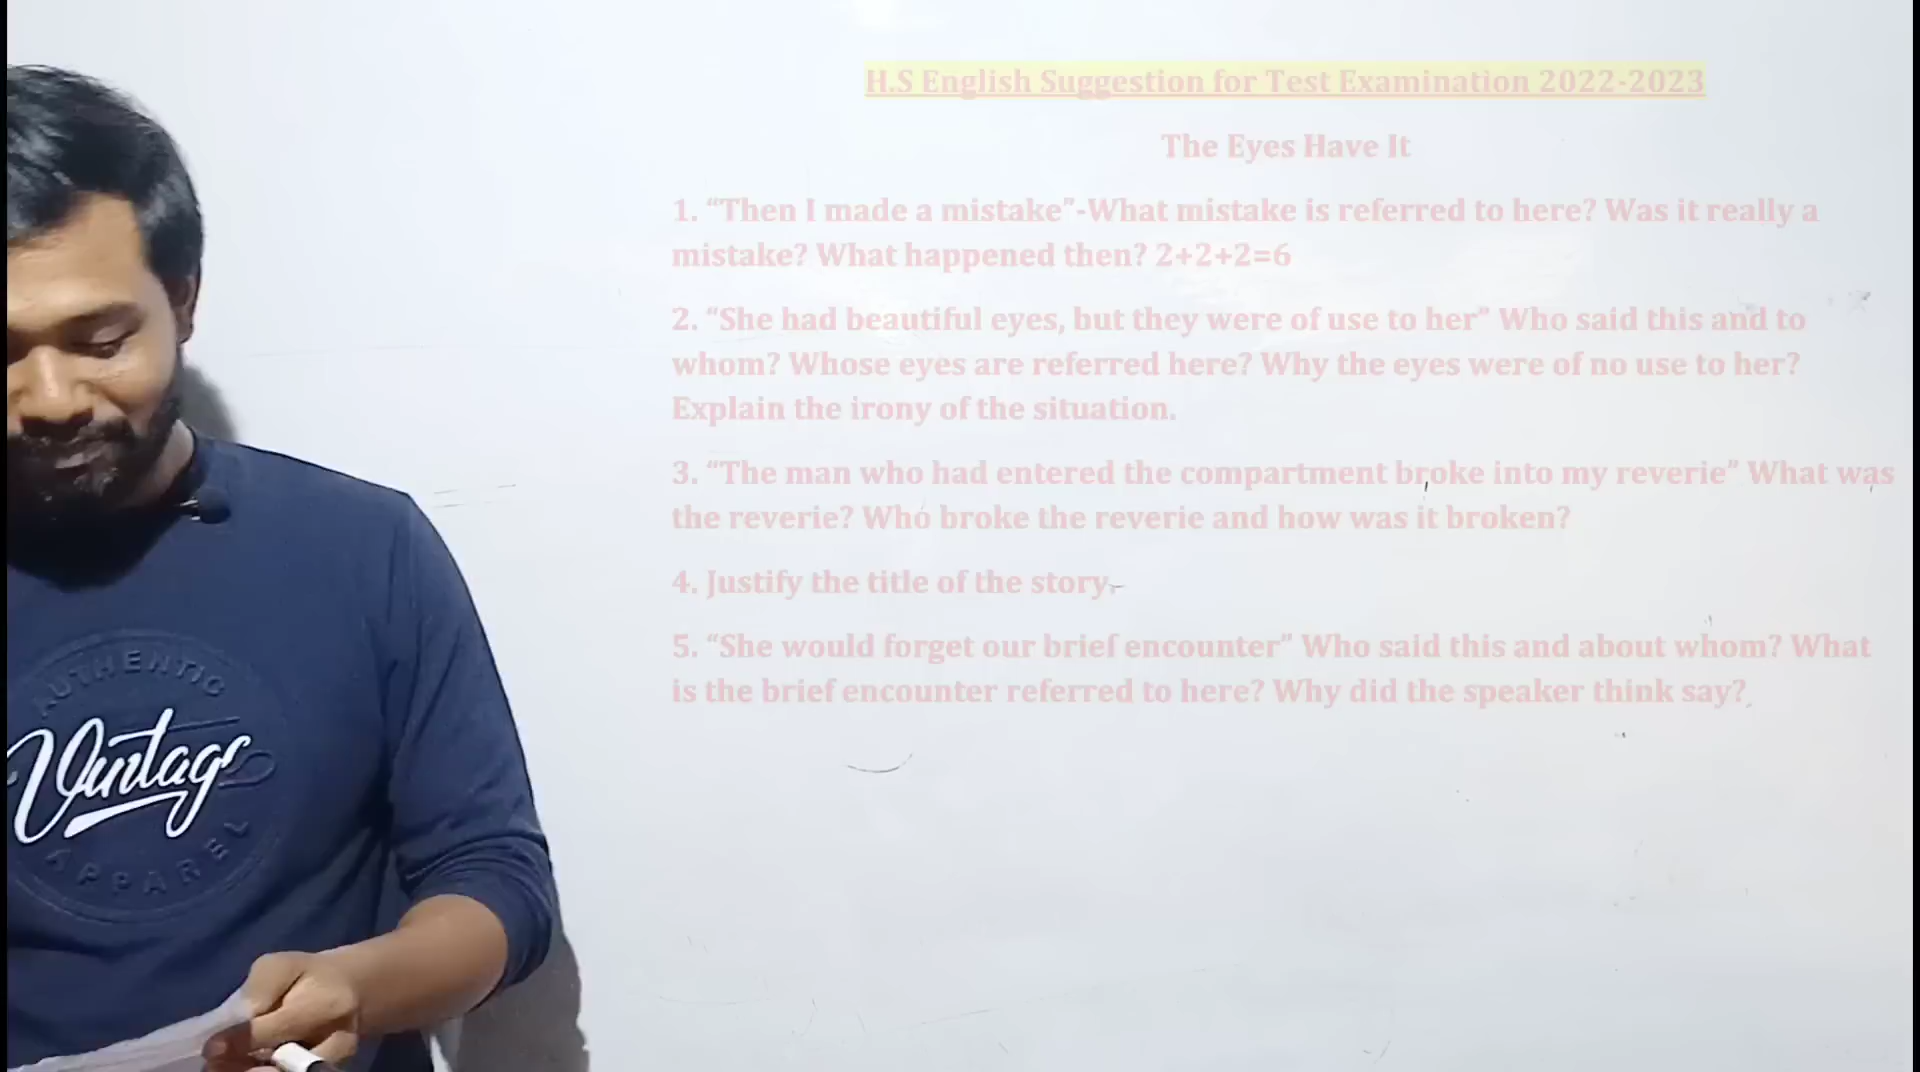 H.S English Suggestion for Test Examination 2022-2023
The Eyes Have It
1. “Then I made a mistake”-What mistake is referred to here? Was it really a
mistake? What happened then? 2+2+2=6
2. “She had beautiful eyes, but they were of use to her” Who said this and to
whom? Whose eyes are referred here? Why the eyes were of no use to her?
Explain the irony of the situation.
3. “The man who had entered the compartment broke into my reverie” What was
the reverie? Who broke the reverie and how was it broken?
4. Justify the title of the story.
5. “She would forget our brief encounter” Who said this and about whom? What
is the brief encounter referred to here? Why did the speaker think say?
AUTHENTIC
Vintage
APPAREL